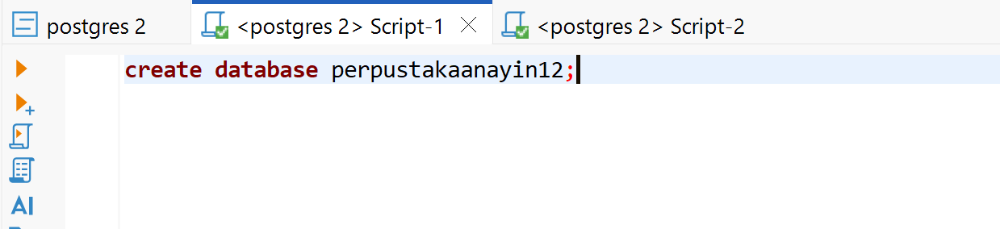 postgres 2
<postgres 2> Script-1
<postgres 2> Script-2
create database perpustakaanayin12;
AI